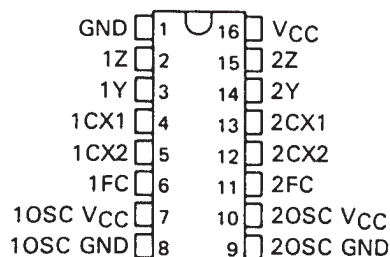 GND 1 16 VCC
1Z 2 15 2Z
1Y 3 14 2Y
1CX1 4 13 2CX1
1CX2 5 12 2CX2
1FC 6 11 2FC
1OSC VCC 7 10 2OSC VCC
1OSC GND 8 9 2OSC GND